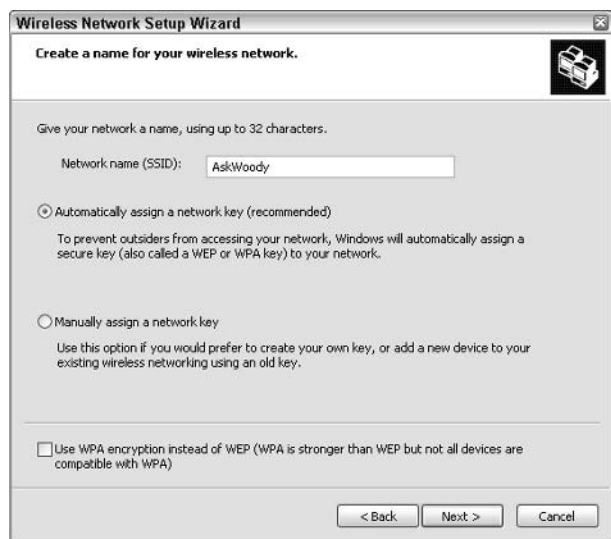 Wireless Network Setup Wizard
Create a name for your wireless network.
Give your network a name, using up to 32 characters.
Network name (SSID): AskWoody
Automatically assign a network key (recommended)
To prevent outsiders from accessing your network, Windows will automatically assign a
secure key (also called a WEP or WPA key) to your network.
Manually assign a network key
Use this option if you would prefer to create your own key, or add a new device to your
existing wireless networking using an old key.
Use WPA encryption instead of WEP (WPA is stronger than WEP but not all devices are
compatible with WPA)
< Back Next > Cancel